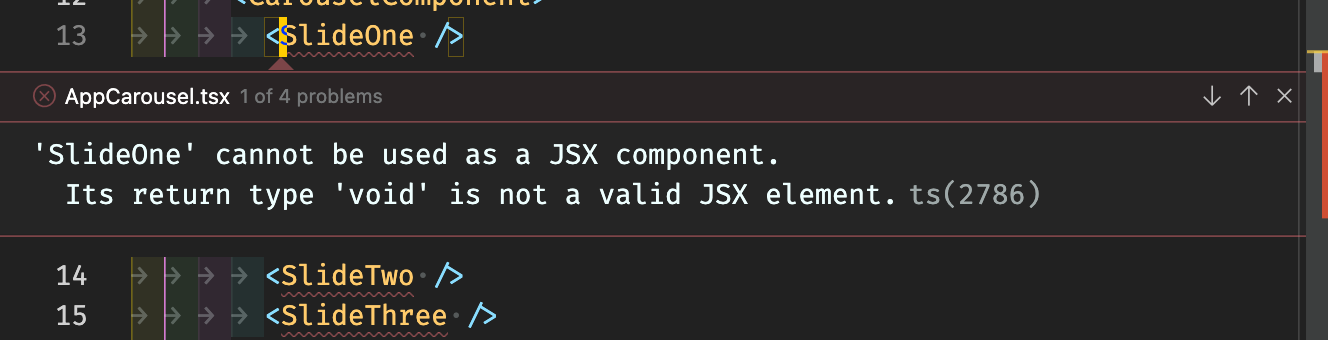 12 <CarouselComponent>
13 <SlideOne />
AppCarousel.tsx 1 of 4 problems
'SlideOne' cannot be used as a JSX component.
Its return type 'void' is not a valid JSX element. ts(2786)
14 <SlideTwo />
15 <SlideThree />